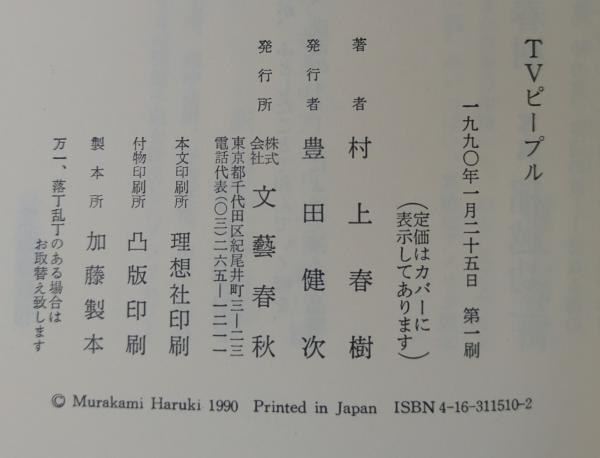 TVピープル
一九九〇年一月二十五日 第一刷
(定価はカバーに
表示してあります)
著者 村上春樹
発行者 豊田健次
発行所 株式会社 文藝春秋
東京都千代田区紀尾井町三―二三
電話代表(〇三)二六五―一二一一
本文印刷所 理想社印刷
付物印刷所 凸版印刷
製本所 加藤製本
万一、落丁乱丁のある場合は
お取替え致します
© Murakami Haruki 1990 Printed in Japan ISBN4-16-311510-2